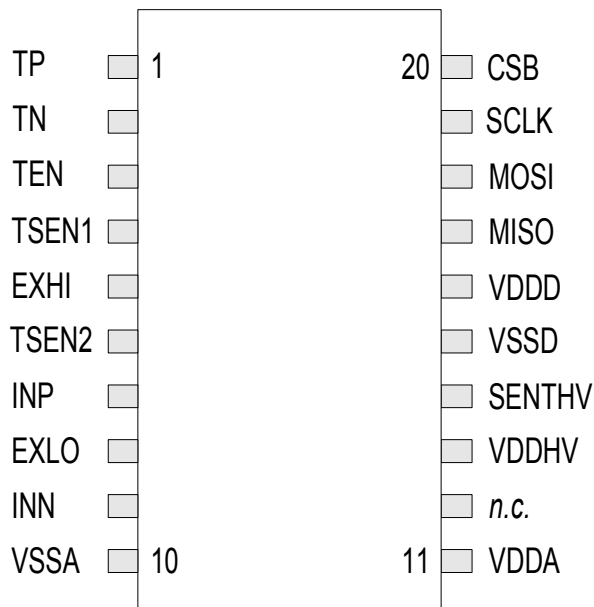 TP 1 20 CSB
TN SCLK
TEN MOSI
TSEN1 MISO
EXHI VDDD
TSEN2 VSSD
INP SENTHV
EXLO VDDHV
INN n.c.
VSSA 10 11 VDDA